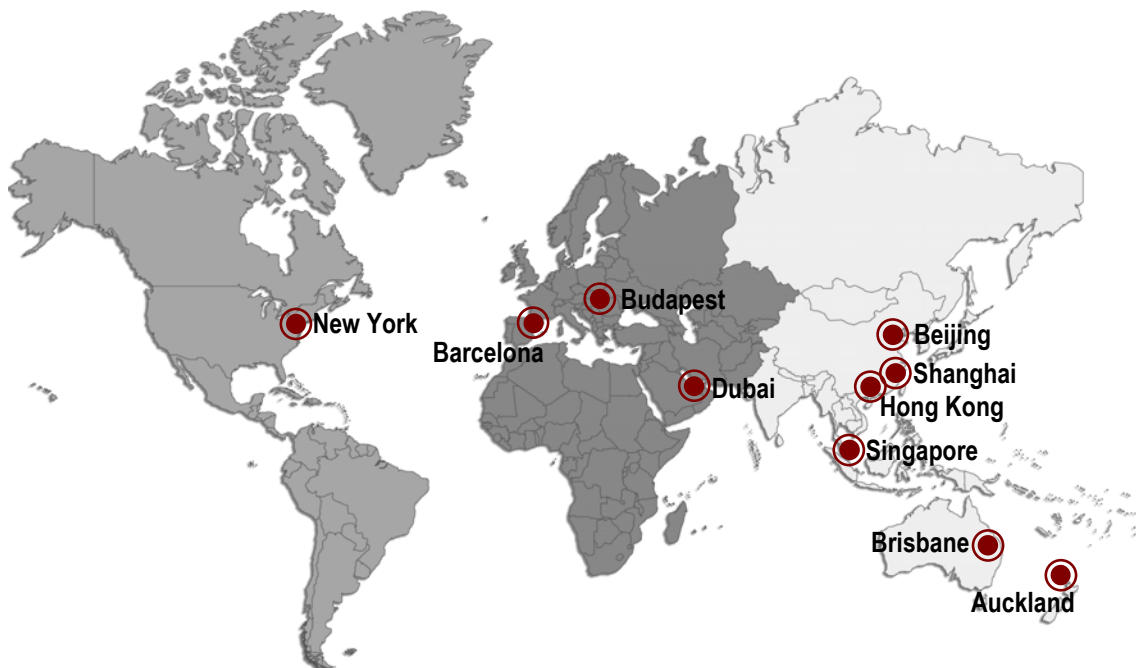 Budapest
New York
Beijing
Barcelona
Shanghai
Dubai
Hong Kong
Singapore
Brisbane
Auckland